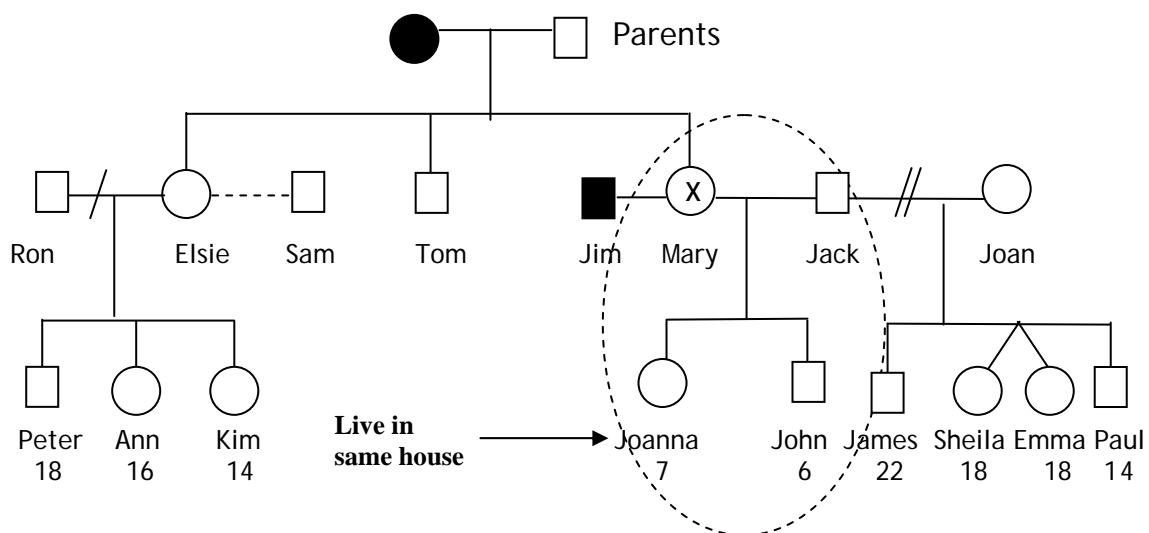 Parents
X
Ron Elsie Sam Tom Jim Mary Jack Joan
Live in
same house
Peter Ann Kim Joanna John James Sheila Emma Paul
18 16 14 7 6 22 18 18 14